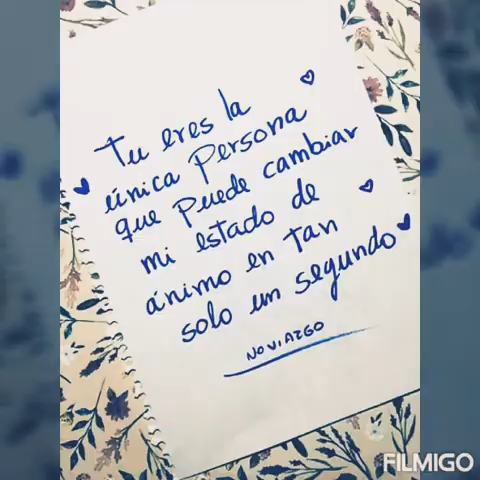 Tu eres la
única Persona
que Puede cambiar
mi estado de
ánimo en tan
solo un segundo
NOVIAZGO
FILMIGO